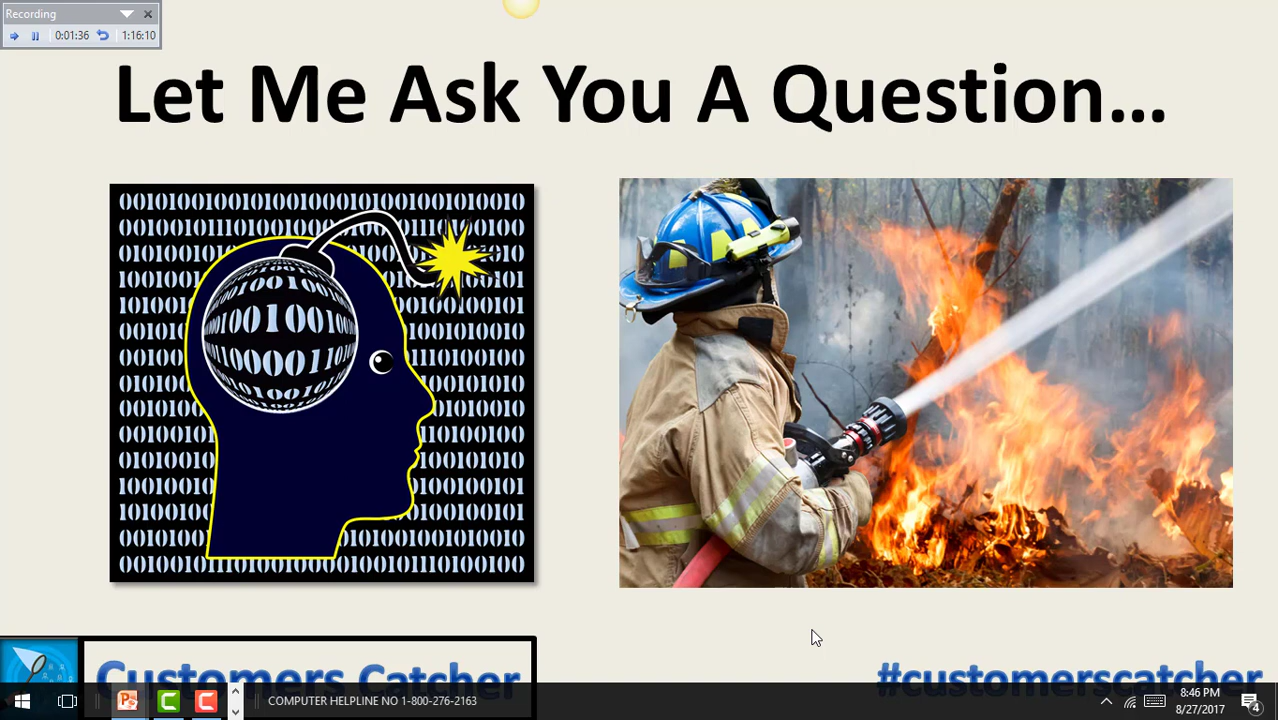 Recording
0:01:36
1:16:10
Let Me Ask You A Question...
Customers Catcher
#customerscatcher
COMPUTER HELPLINE NO 1-800-276-2163
8:46 PM
8/27/2017
4